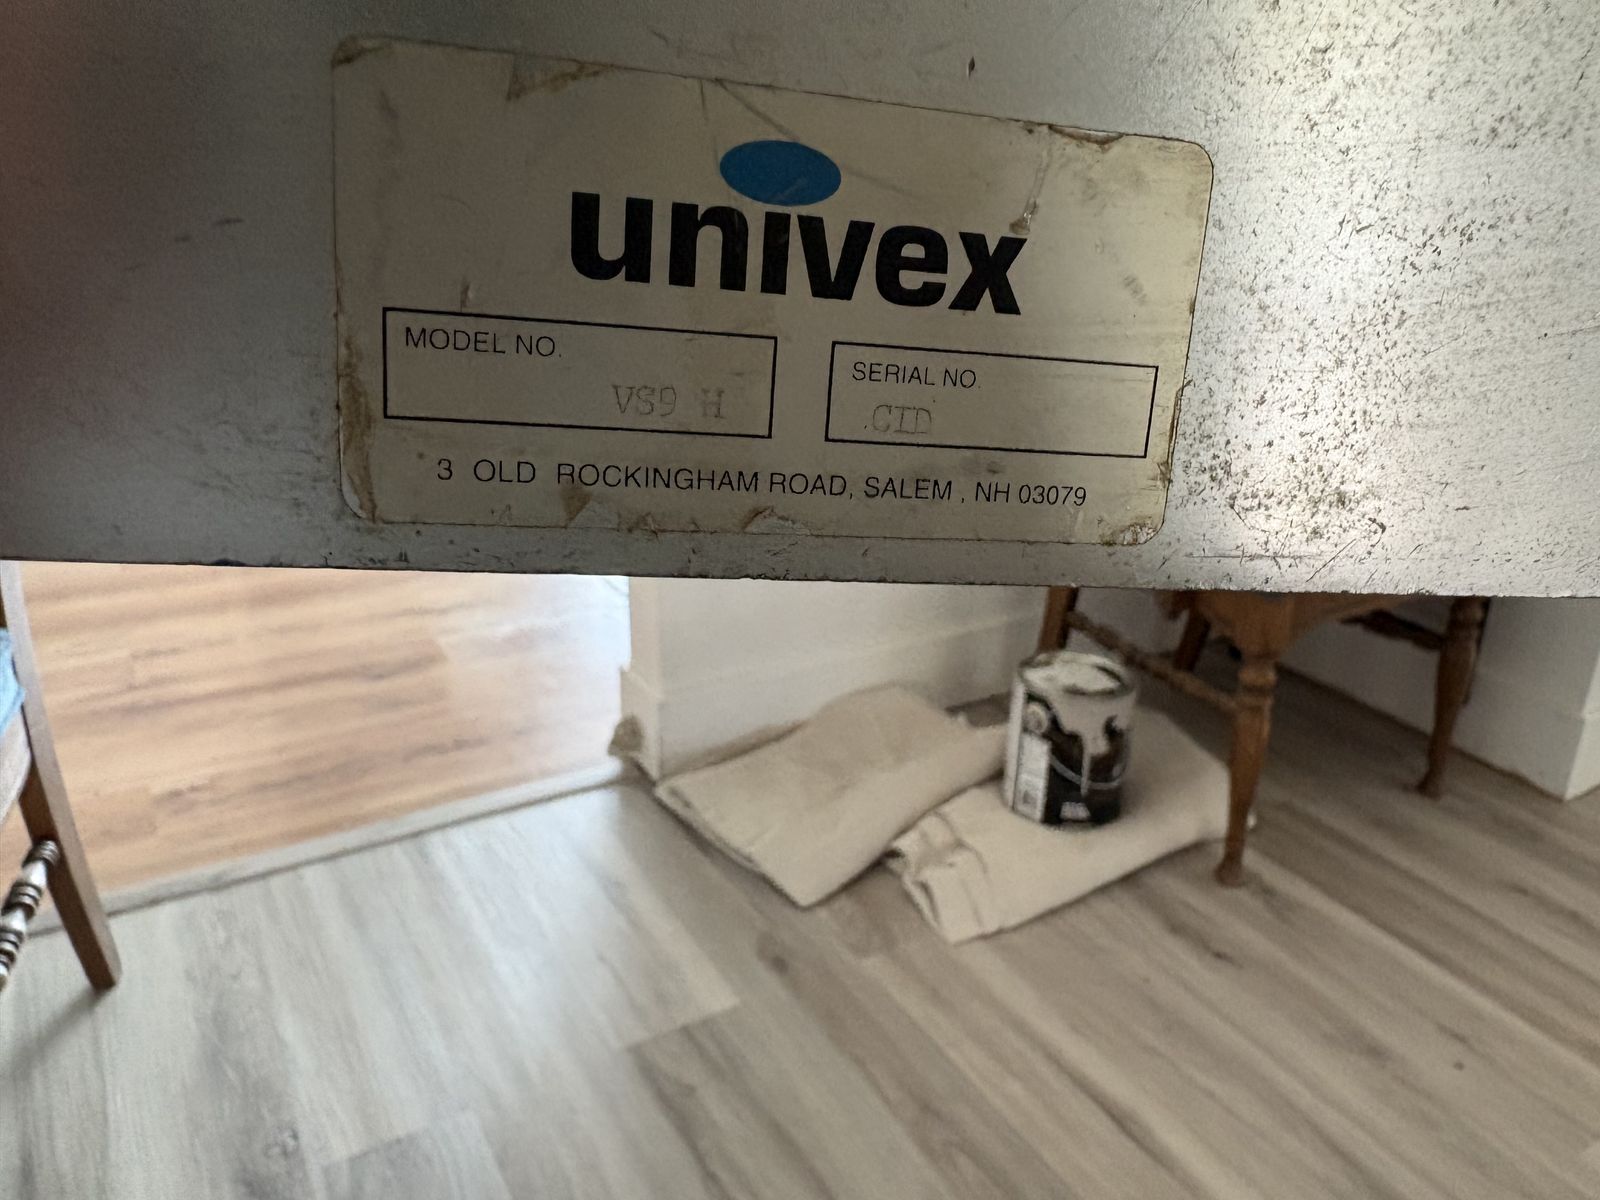 univex
MODEL NO.
VS9 H
SERIAL NO.
CID
3 OLD ROCKINGHAM ROAD, SALEM, NH 03079